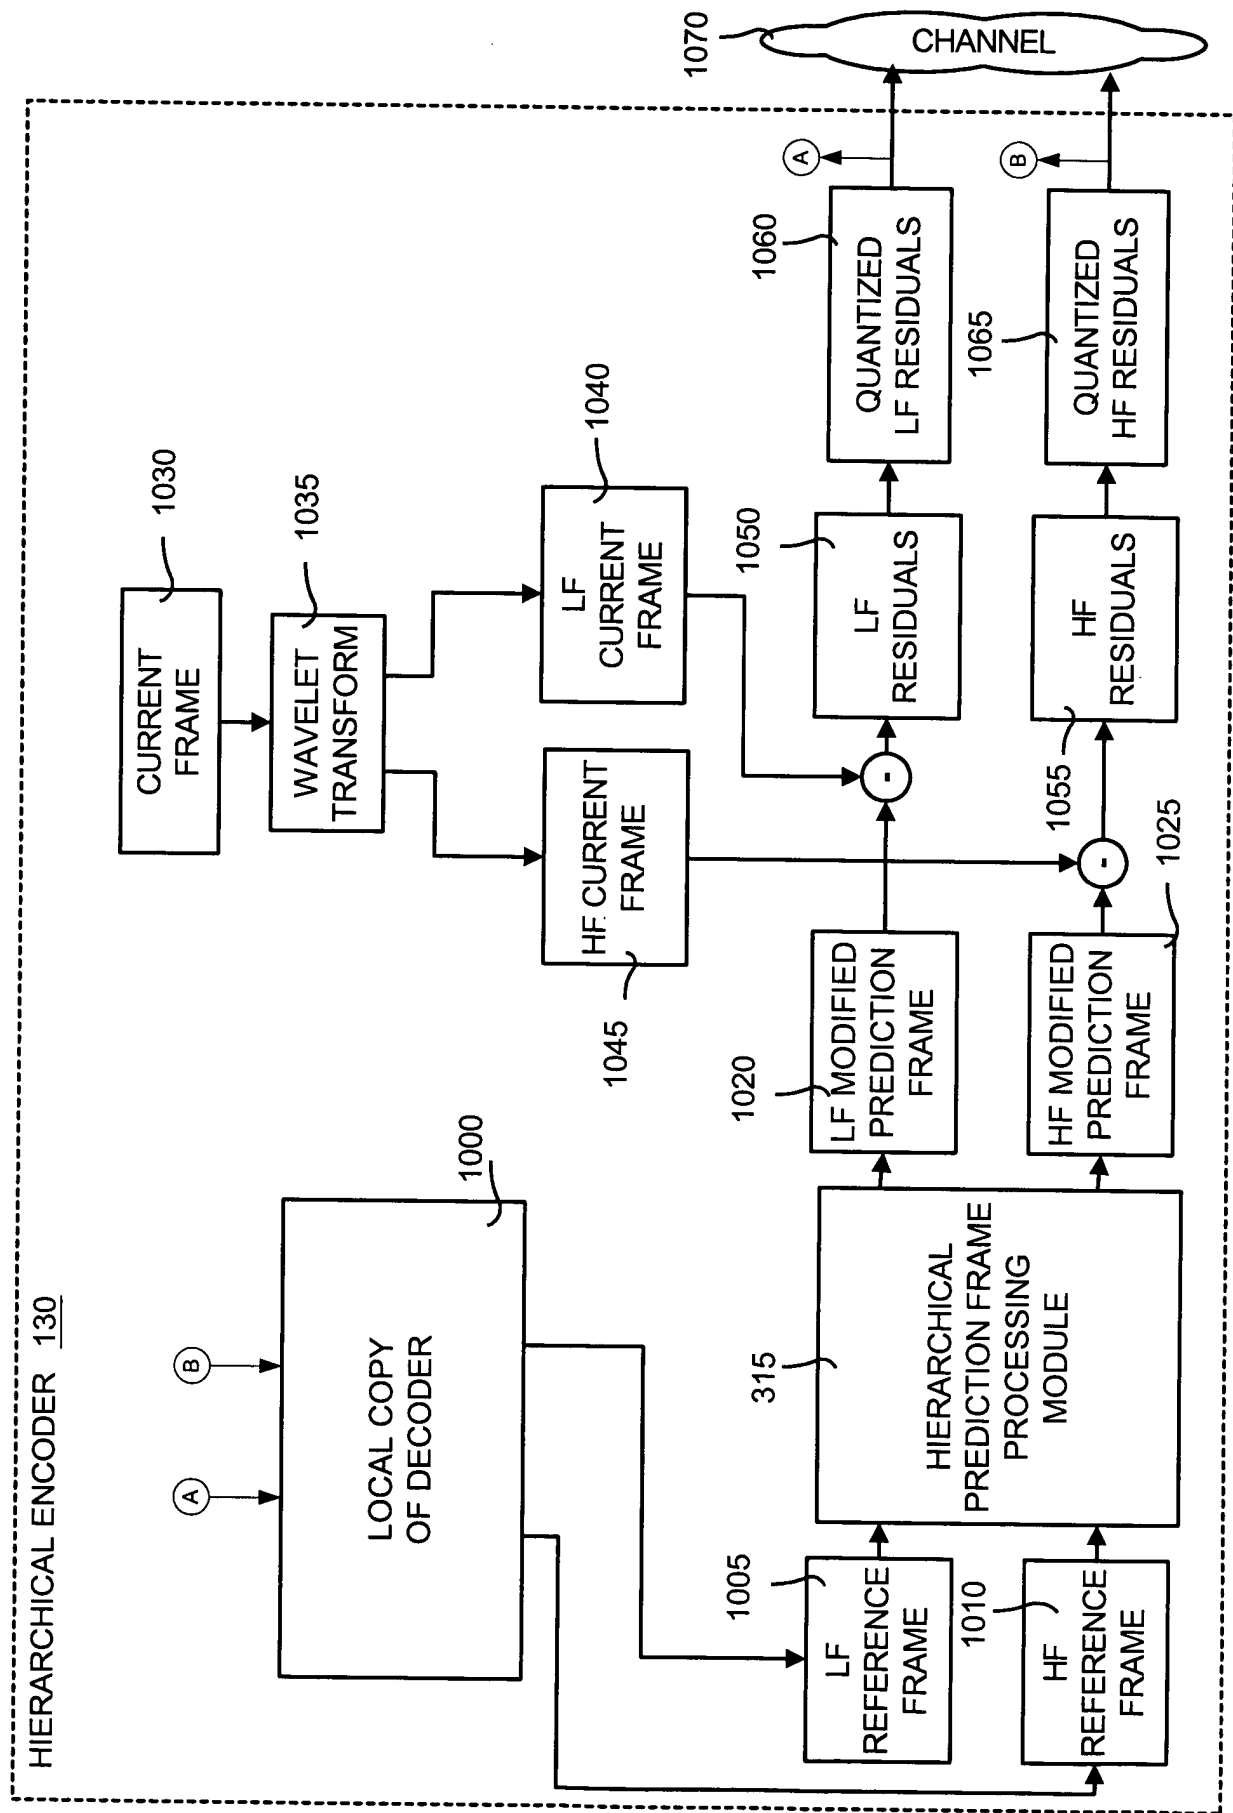 HIERARCHICAL ENCODER 130
A
B
LOCAL COPY
OF DECODER
1000
CURRENT
FRAME
1030
WAVELET
TRANSFORM
1035
HF CURRENT
FRAME
1045
LF
CURRENT
FRAME
1040
LF
REFERENCE
FRAME
1005
HF
REFERENCE
FRAME
1010
HIERARCHICAL
PREDICTION FRAME
PROCESSING
MODULE
315
LF MODIFIED
PREDICTION
FRAME
1020
HF MODIFIED
PREDICTION
FRAME
1025
-
-
LF
RESIDUALS
1050
HF
RESIDUALS
1055
QUANTIZED
LF RESIDUALS
1060
QUANTIZED
HF RESIDUALS
1065
A
B
CHANNEL
1070